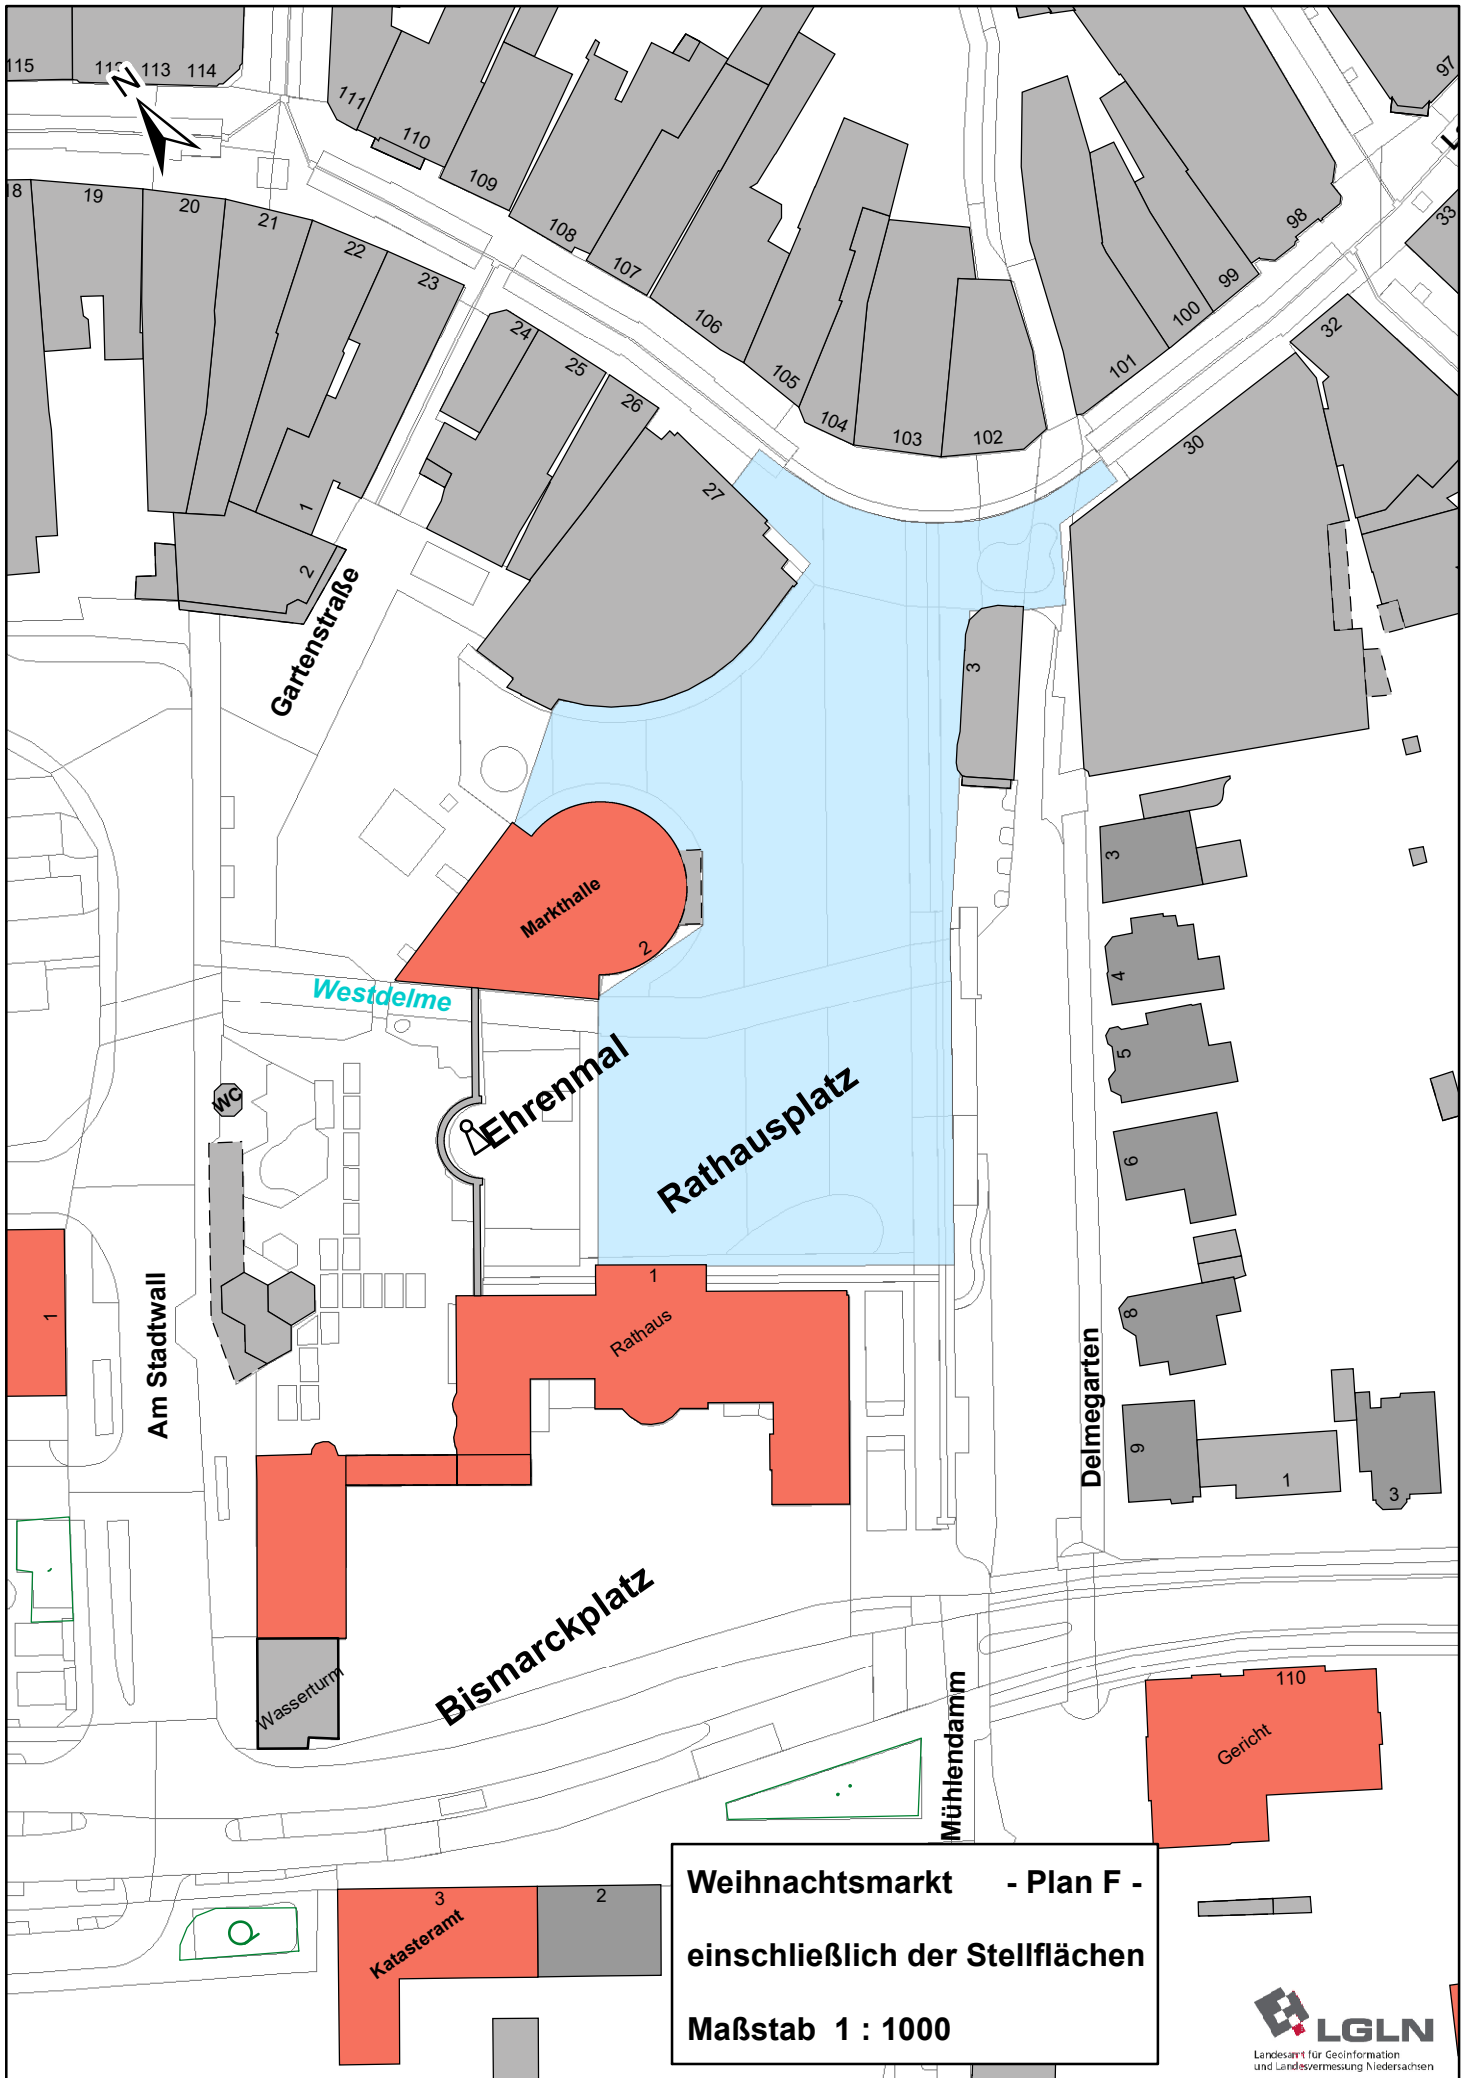 115
112
113
114
N
111
110
109
108
107
106
105
104
103
102
101
100
99
98
97
33
32
30
18
19
20
21
22
23
24
25
26
27
1
2
Gartenstraße
3
Markthalle
2
Westdelme
Ehrenmal
Rathausplatz
WC
3
4
5
6
8
9
1
3
1
Rathaus
1
Am Stadtwall
Delmegarten
Bismarckplatz
Wasserturm
Mühlendamm
110
Gericht
3
Katasteramt
2
Weihnachtsmarkt - Plan F -
einschließlich der Stellflächen
Maßstab 1 : 1000
LGLN
Landesamt für Geoinformation
und Landesvermessung Niedersachsen